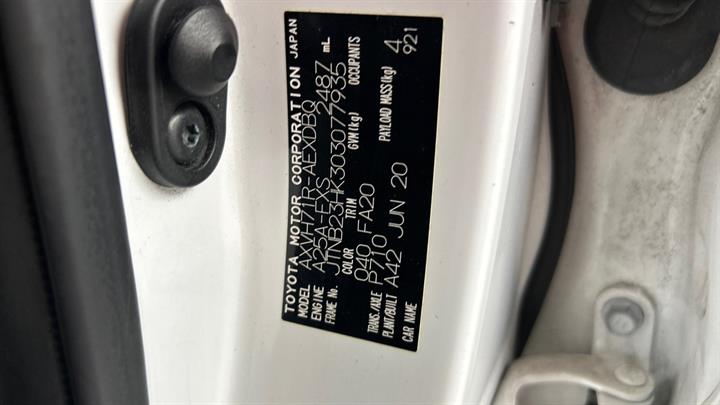 TOYOTA MOTOR CORPORATION JAPAN
MODEL AXVH71R-AEXDBQ
ENGINE A25A-FXS 2487 mL
FRAME No. JTNB23HK303077935
COLOR TRIM GVM(kg) OCCUPANTS
040 FA20
TRANS./AXLE P710 PAYLOAD MASS(kg) 4
PLANT/BUILT A42 JUN 20 921
CAR NAME